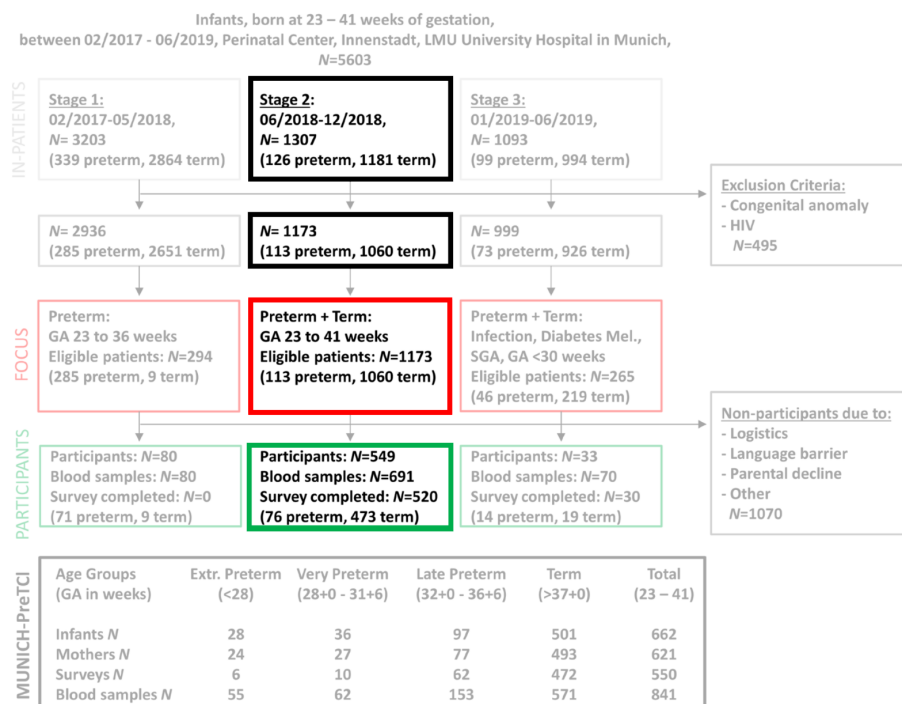 Infants, born at 23 – 41 weeks of gestation,
between 02/2017 - 06/2019, Perinatal Center, Innenstadt, LMU University Hospital in Munich,
N=5603
IN-PATIENTS
Stage 1:
02/2017-05/2018,
N= 3203
(339 preterm, 2864 term)
Stage 2:
06/2018-12/2018,
N= 1307
(126 preterm, 1181 term)
Stage 3:
01/2019-06/2019,
N= 1093
(99 preterm, 994 term)
Exclusion Criteria:
- Congenital anomaly
- HIV
N=495
N= 2936
(285 preterm, 2651 term)
N= 1173
(113 preterm, 1060 term)
N= 999
(73 preterm, 926 term)
FOCUS
Preterm:
GA 23 to 36 weeks
Eligible patients: N=294
(285 preterm, 9 term)
Preterm + Term:
GA 23 to 41 weeks
Eligible patients: N=1173
(113 preterm, 1060 term)
Preterm + Term:
Infection, Diabetes Mel.,
SGA, GA <30 weeks
Eligible patients: N=265
(46 preterm, 219 term)
Non-participants due to:
- Logistics
- Language barrier
- Parental decline
- Other
N=1070
PARTICIPANTS
Participants: N=80
Blood samples: N=80
Survey completed: N=0
(71 preterm, 9 term)
Participants: N=549
Blood samples: N=691
Survey completed: N=520
(76 preterm, 473 term)
Participants: N=33
Blood samples: N=70
Survey completed: N=30
(14 preterm, 19 term)
MUNICH-PreTCl
Age Groups Extr. Preterm Very Preterm Late Preterm Term Total
(GA in weeks) (<28) (28+0 - 31+6) (32+0 - 36+6) (>37+0) (23 – 41)
Infants N 28 36 97 501 662
Mothers N 24 27 77 493 621
Surveys N 6 10 62 472 550
Blood samples N 55 62 153 571 841